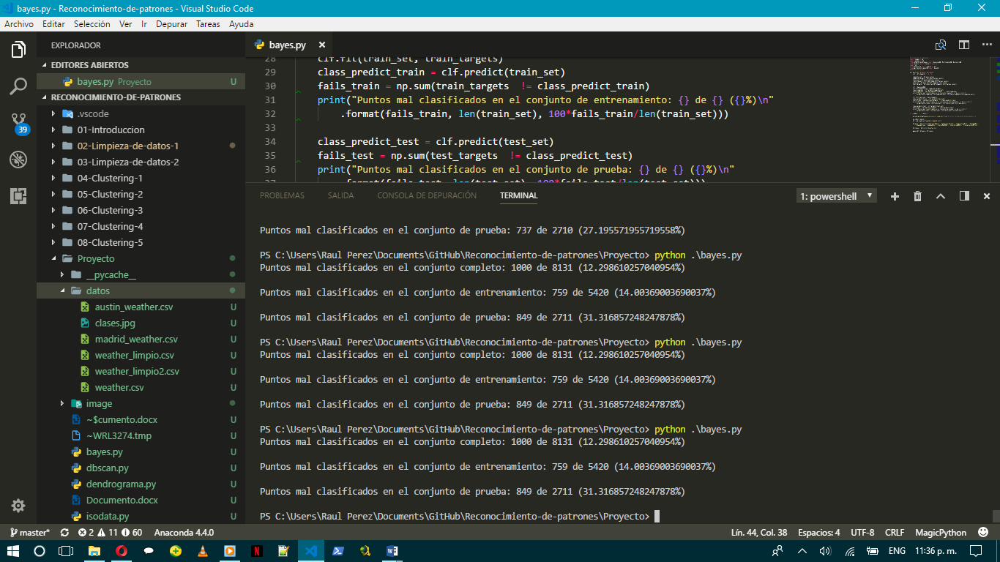 bayes.py - Reconocimiento-de-patrones - Visual Studio Code
Archivo Editar Selección Ver Ir Depurar Tareas Ayuda
EXPLORADOR
EDITORES ABIERTOS
bayes.py Proyecto U
RECONOCIMIENTO-DE-PATRONES
.vscode
01-Introduccion
02-Limpieza-de-datos-1
03-Limpieza-de-datos-2
04-Clustering-1
05-Clustering-2
06-Clustering-3
07-Clustering-4
08-Clustering-5
Proyecto
__pycache__
datos
austin_weather.csv U
clases.jpg U
madrid_weather.csv U
weather_limpio.csv U
weather_limpio2.csv U
weather.csv U
image
~$cumento.docx U
~WRL3274.tmp U
bayes.py U
dbscan.py U
dendrograma.py U
Documento.docx U
isodata.py U
39
bayes.py
28 clf.fit(train_set, train_targets)
29 class_predict_train = clf.predict(train_set)
30 fails_train = np.sum(train_targets  != class_predict_train)
31 print("Puntos mal clasificados en el conjunto de entrenamiento: {} de {} ({}%)\n"
32 .format(fails_train, len(train_set), 100*fails_train/len(train_set)))
33
34 class_predict_test = clf.predict(test_set)
35 fails_test = np.sum(test_targets  != class_predict_test)
36 print("Puntos mal clasificados en el conjunto de prueba: {} de {} ({}%)\n"
37 .format(fails_test, len(test_set), 100*fails_test/len(test_set)))
PROBLEMAS SALIDA CONSOLA DE DEPURACIÓN TERMINAL 1: powershell
Puntos mal clasificados en el conjunto de prueba: 737 de 2710 (27.195571955719558%)
PS C:\Users\Raul Perez\Documents\GitHub\Reconocimiento-de-patrones\Proyecto> python .\bayes.py
Puntos mal clasificados en el conjunto completo: 1000 de 8131 (12.298610257040954%)
Puntos mal clasificados en el conjunto de entrenamiento: 759 de 5420 (14.00369003690037%)
Puntos mal clasificados en el conjunto de prueba: 849 de 2711 (31.316857248247878%)
PS C:\Users\Raul Perez\Documents\GitHub\Reconocimiento-de-patrones\Proyecto> python .\bayes.py
Puntos mal clasificados en el conjunto completo: 1000 de 8131 (12.298610257040954%)
Puntos mal clasificados en el conjunto de entrenamiento: 759 de 5420 (14.00369003690037%)
Puntos mal clasificados en el conjunto de prueba: 849 de 2711 (31.316857248247878%)
PS C:\Users\Raul Perez\Documents\GitHub\Reconocimiento-de-patrones\Proyecto> python .\bayes.py
Puntos mal clasificados en el conjunto completo: 1000 de 8131 (12.298610257040954%)
Puntos mal clasificados en el conjunto de entrenamiento: 759 de 5420 (14.00369003690037%)
Puntos mal clasificados en el conjunto de prueba: 849 de 2711 (31.316857248247878%)
PS C:\Users\Raul Perez\Documents\GitHub\Reconocimiento-de-patrones\Proyecto>
master* 2 11 60 Anaconda 4.4.0 Lín. 44, Col. 38 Espacios: 4 UTF-8 CRLF MagicPython
ENG 11:36 p. m.